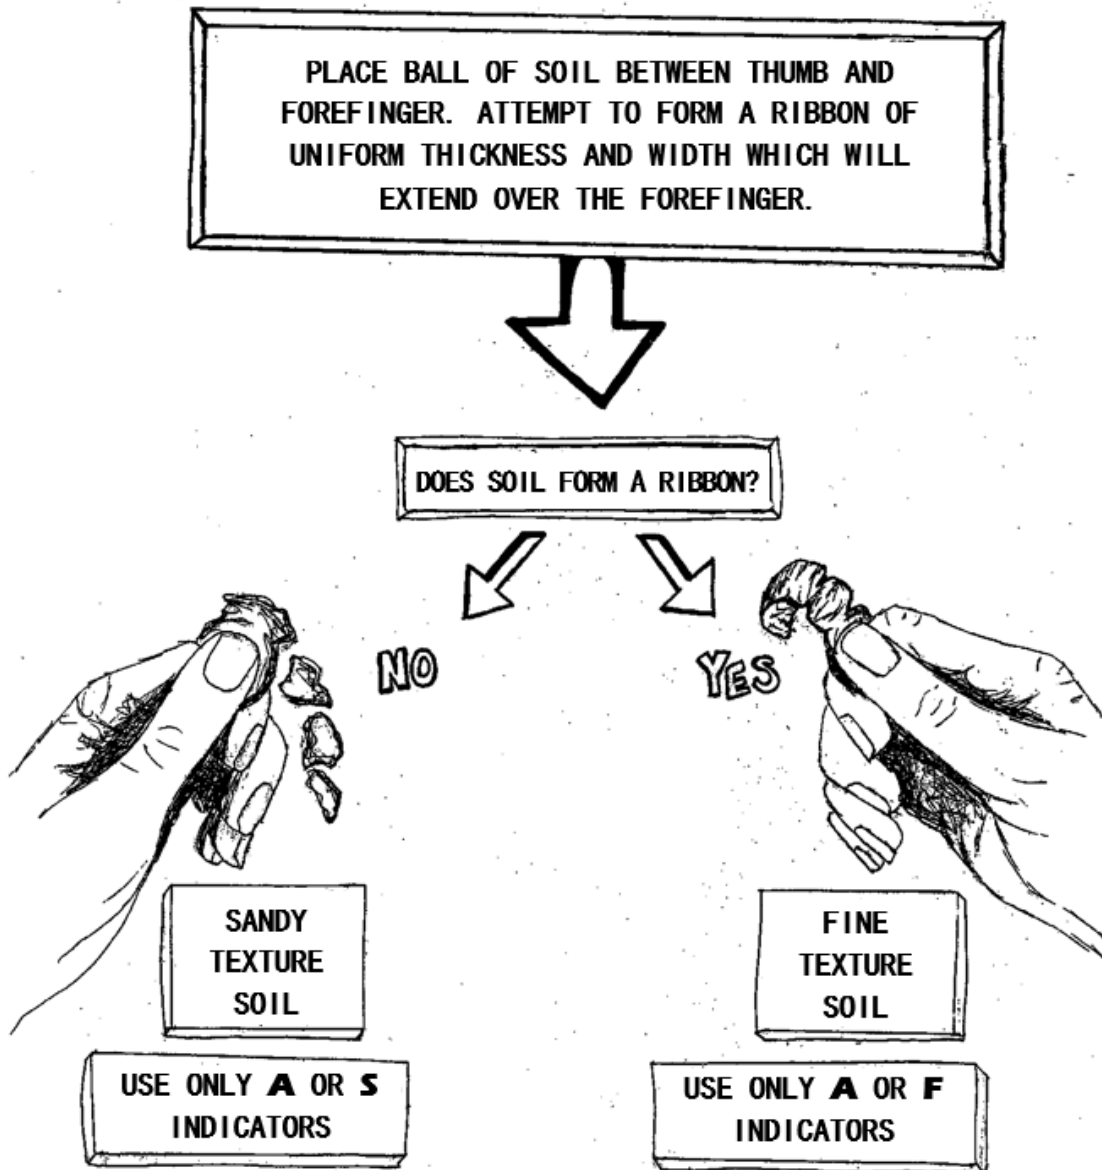 PLACE BALL OF SOIL BETWEEN THUMB AND
FOREFINGER. ATTEMPT TO FORM A RIBBON OF
UNIFORM THICKNESS AND WIDTH WHICH WILL
EXTEND OVER THE FOREFINGER.
DOES SOIL FORM A RIBBON?
NO
YES
SANDY
TEXTURE
SOIL
FINE
TEXTURE
SOIL
USE ONLY A OR S
INDICATORS
USE ONLY A OR F
INDICATORS